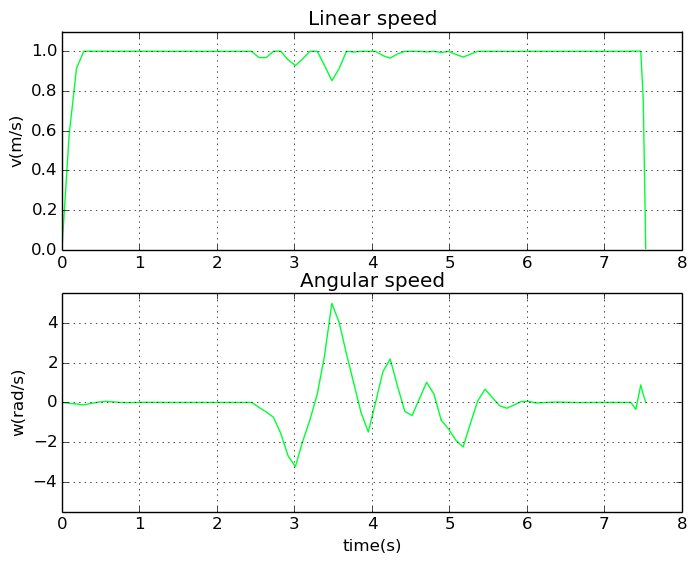 Linear speed
v(m/s)
1.0
0.8
0.6
0.4
0.2
0.0
0 1 2 3 4 5 6 7 8
Angular speed
w(rad/s)
4
2
0
−2
−4
0 1 2 3 4 5 6 7 8
time(s)